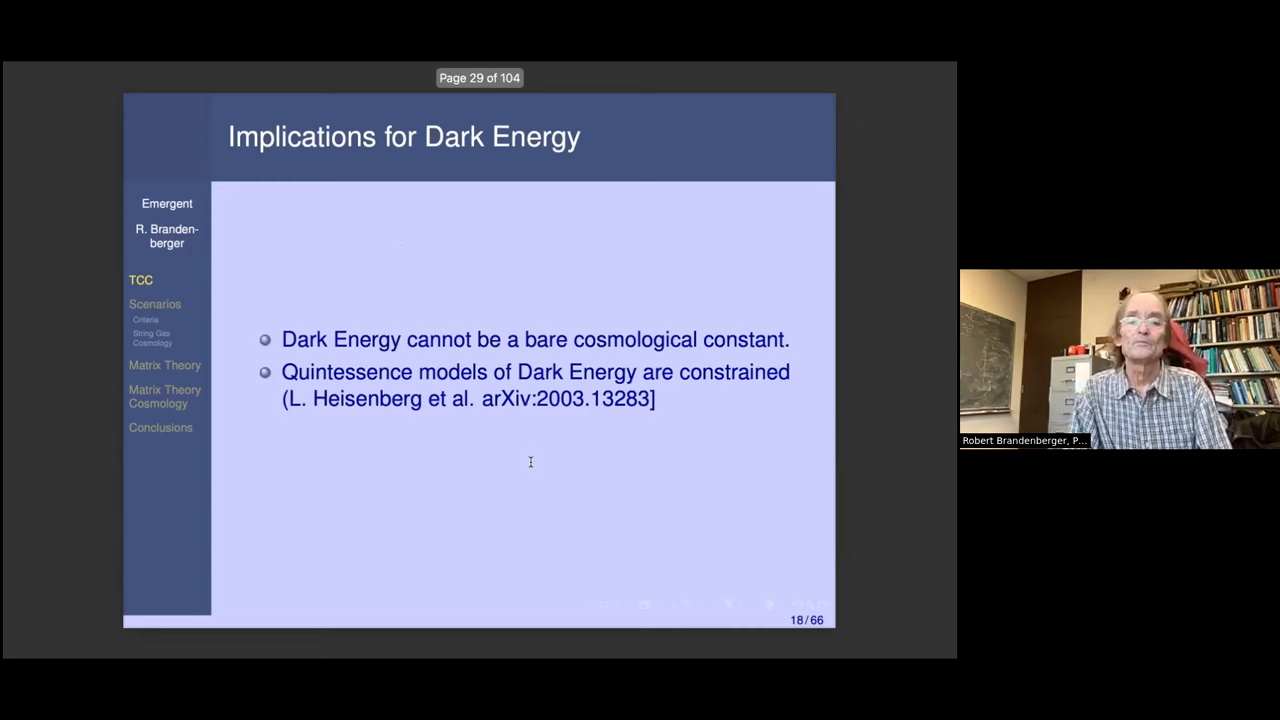 Page 29 of 104
Implications for Dark Energy
Emergent
R. Branden-
berger
TCC
Scenarios
Criteria
String Gas
Cosmology
Matrix Theory
Matrix Theory
Cosmology
Conclusions
Dark Energy cannot be a bare cosmological constant.
Quintessence models of Dark Energy are constrained
(L. Heisenberg et al. arXiv:2003.13283]
18/66
Robert Brandenberger, P...